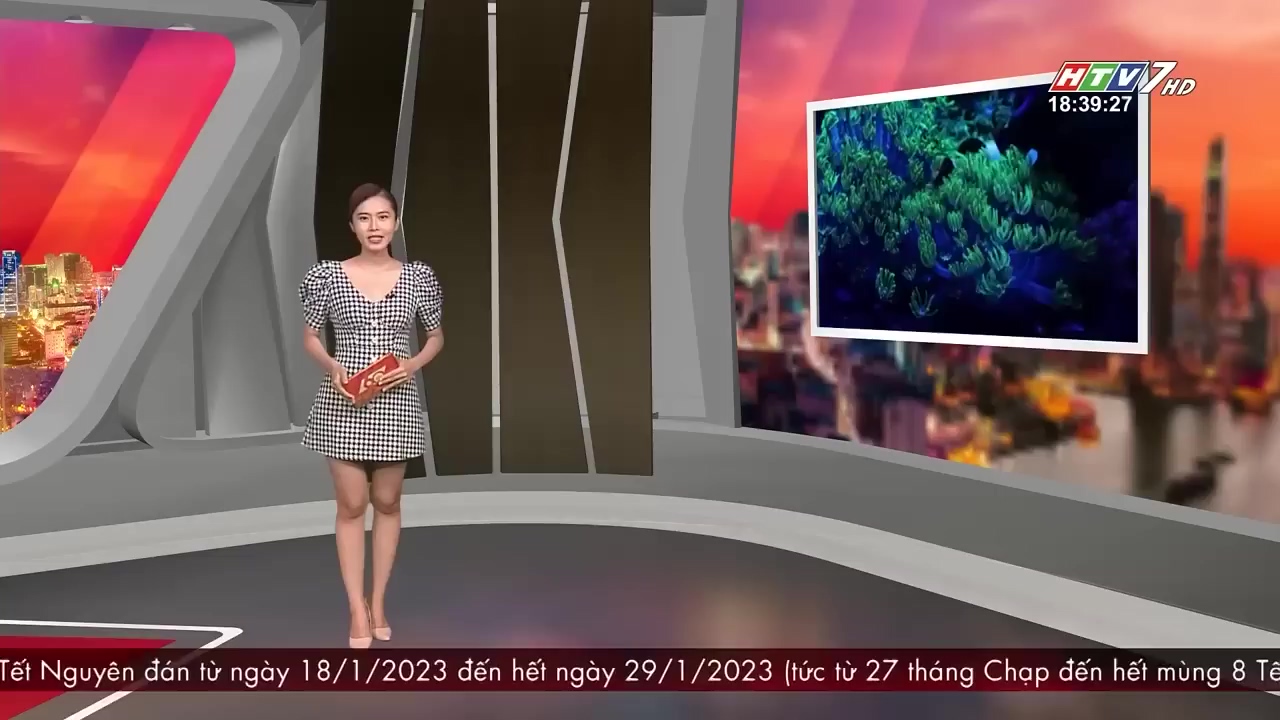 HTV7 HD
18:39:27
Tết Nguyên đán từ ngày 18/1/2023 đến hết ngày 29/1/2023 (tức từ 27 tháng Chạp đến hết mùng 8 Tế